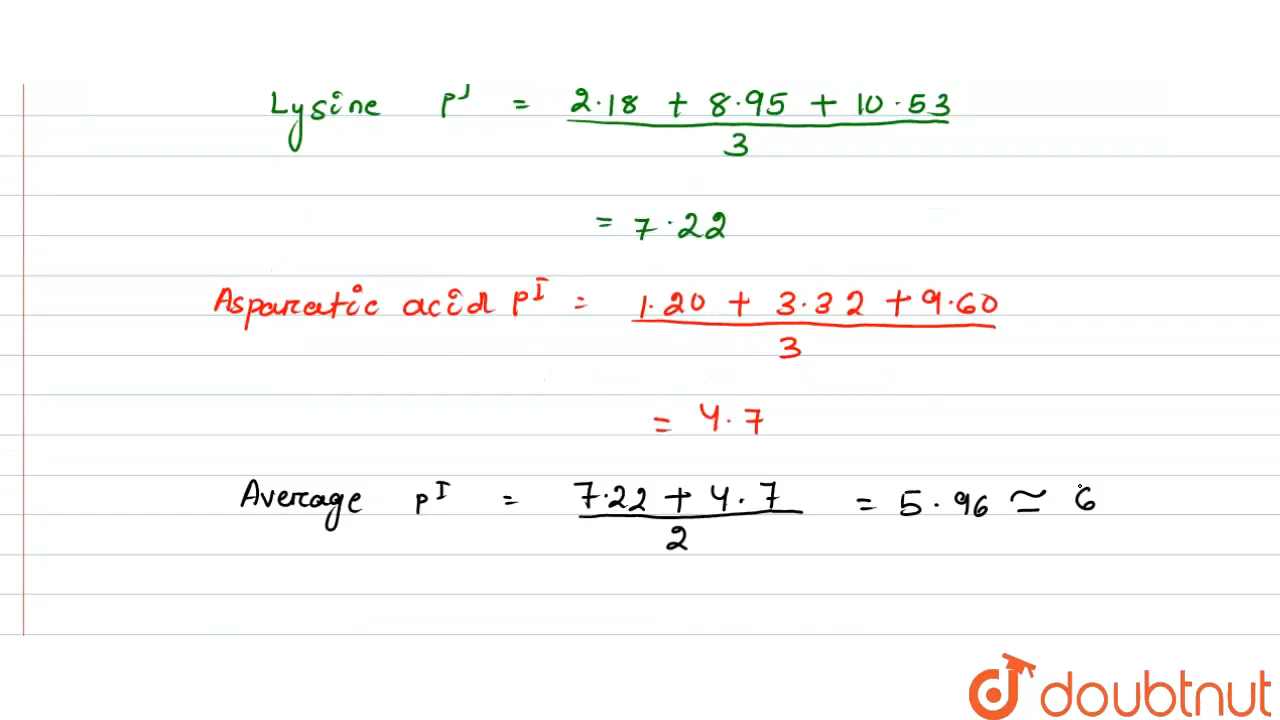 Lysine pI = 2.18 + 8.95 + 10.53
3
= 7.22
Asparatic acid pI = 1.20 + 3.32 + 9.60
3
= 4.7
Average pI = 7.22 + 4.7 = 5.96 ≃ 6
2
doubtnut